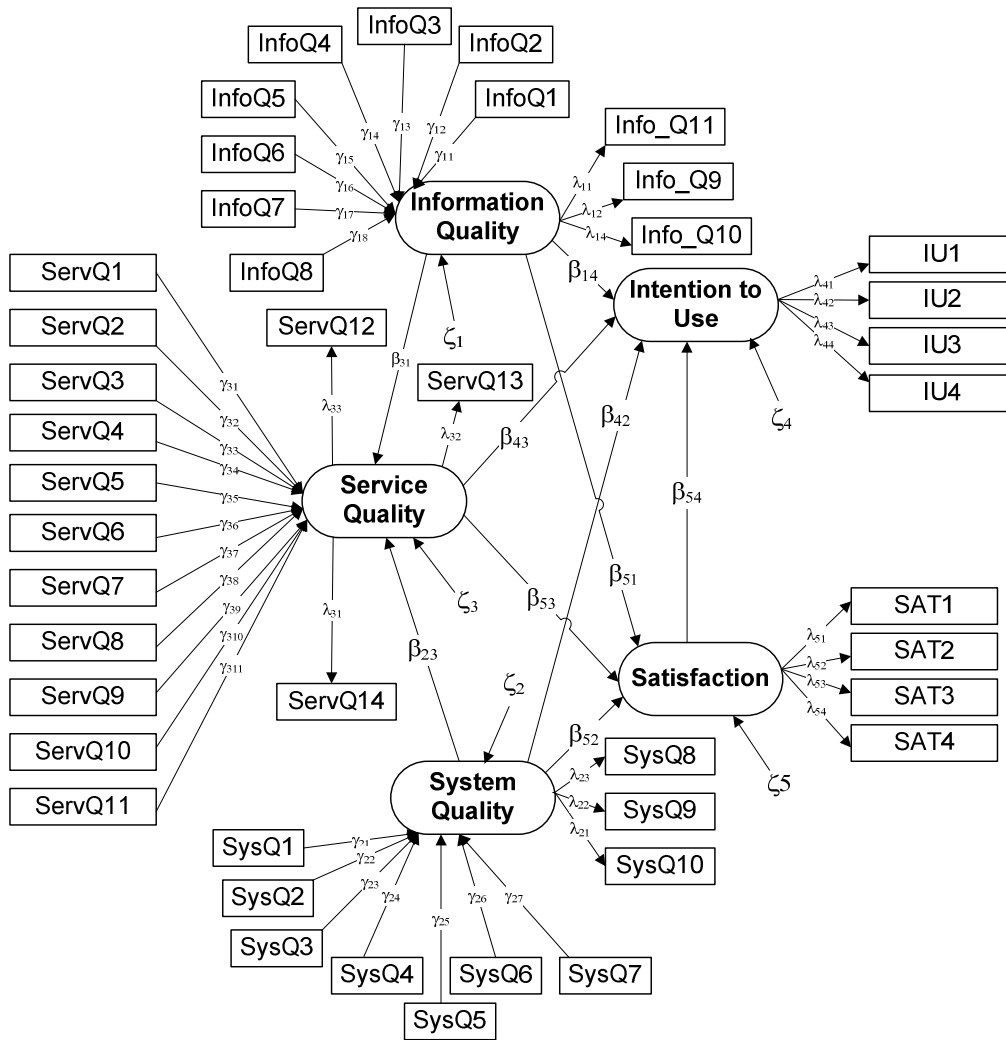 InfoQ3
InfoQ4
InfoQ2
InfoQ5
InfoQ1
InfoQ6
InfoQ7
InfoQ8
γ14
γ13
γ12
γ11
γ15
γ16
γ17
γ18
Information
Quality
Info_Q11
Info_Q9
Info_Q10
λ11
λ12
λ14
β14
ζ1
β31
Intention to
Use
λ41
λ42
λ43
λ44
IU1
IU2
IU3
IU4
ζ4
ServQ1
ServQ2
ServQ3
ServQ4
ServQ5
ServQ6
ServQ7
ServQ8
ServQ9
ServQ10
ServQ11
γ31
γ32
γ33
γ34
γ35
γ36
γ37
γ38
γ39
γ310
γ311
ServQ12
λ33
ServQ13
λ32
Service
Quality
λ31
ServQ14
ζ3
β43
β42
β54
β51
β53
β23
ζ2
β52
Satisfaction
λ51
λ52
λ53
λ54
SAT1
SAT2
SAT3
SAT4
ζ5
System
Quality
λ23
λ22
λ21
SysQ8
SysQ9
SysQ10
γ21
γ22
γ23
γ24
γ25
γ26
γ27
SysQ1
SysQ2
SysQ3
SysQ4
SysQ5
SysQ6
SysQ7